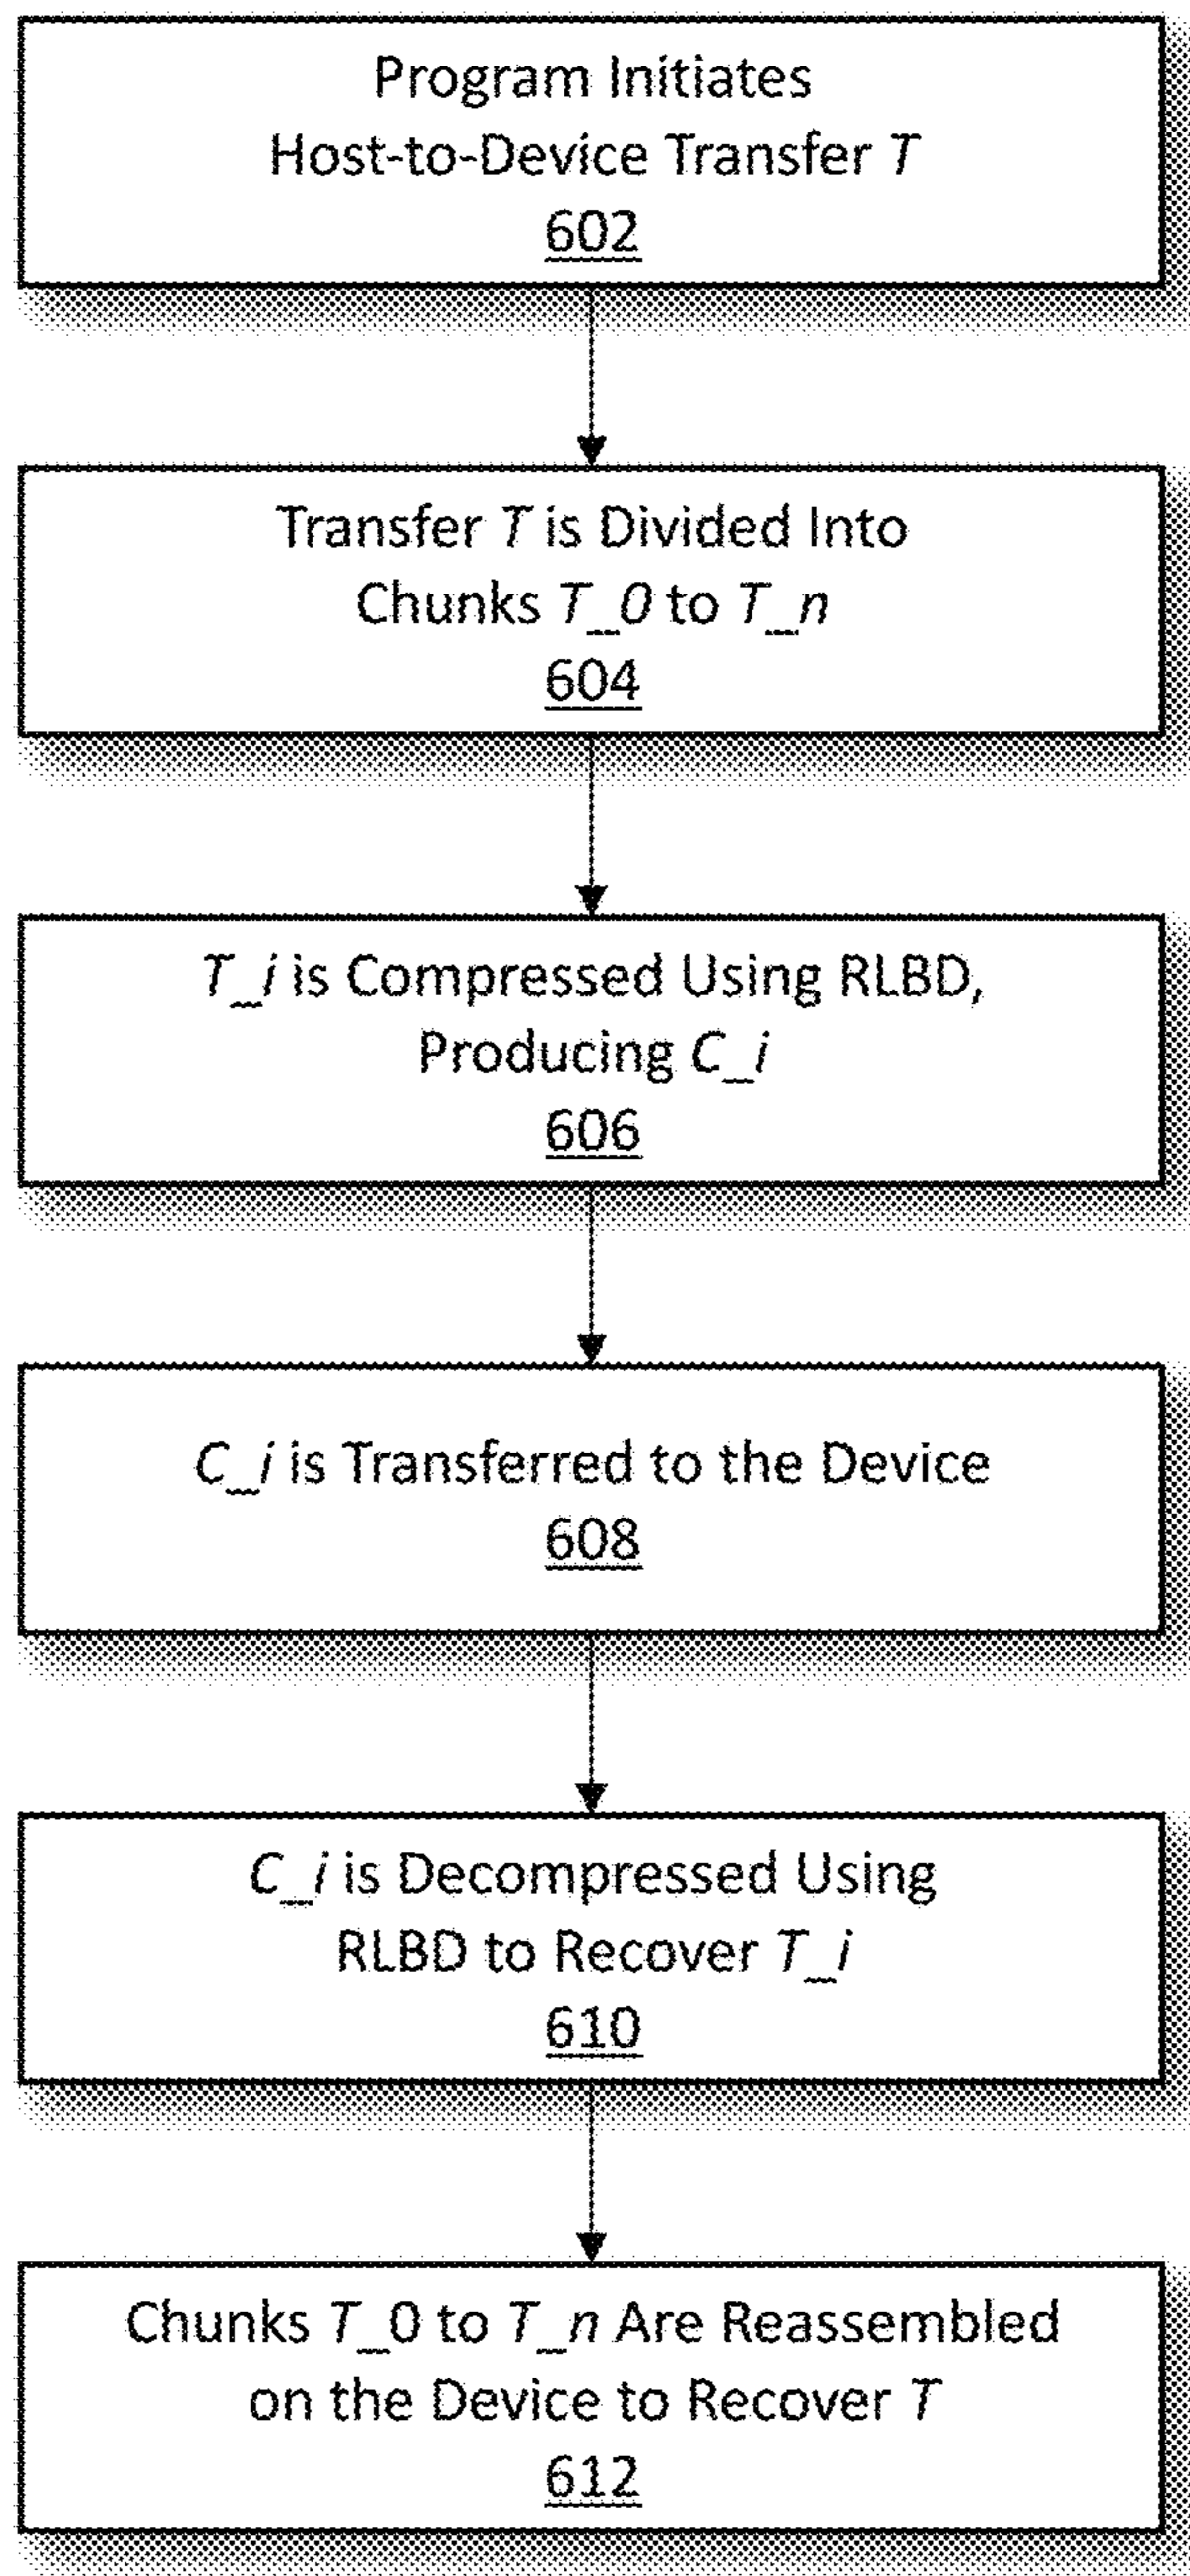 Program Initiates
Host-to-Device Transfer T
602
Transfer T is Divided Into
Chunks T_0 to T_n
604
T_i is Compressed Using RLBD,
Producing C_i
606
C_i is Transferred to the Device
608
C_i is Decompressed Using
RLBD to Recover T_i
610
Chunks T_0 to T_n Are Reassembled
on the Device to Recover T
612